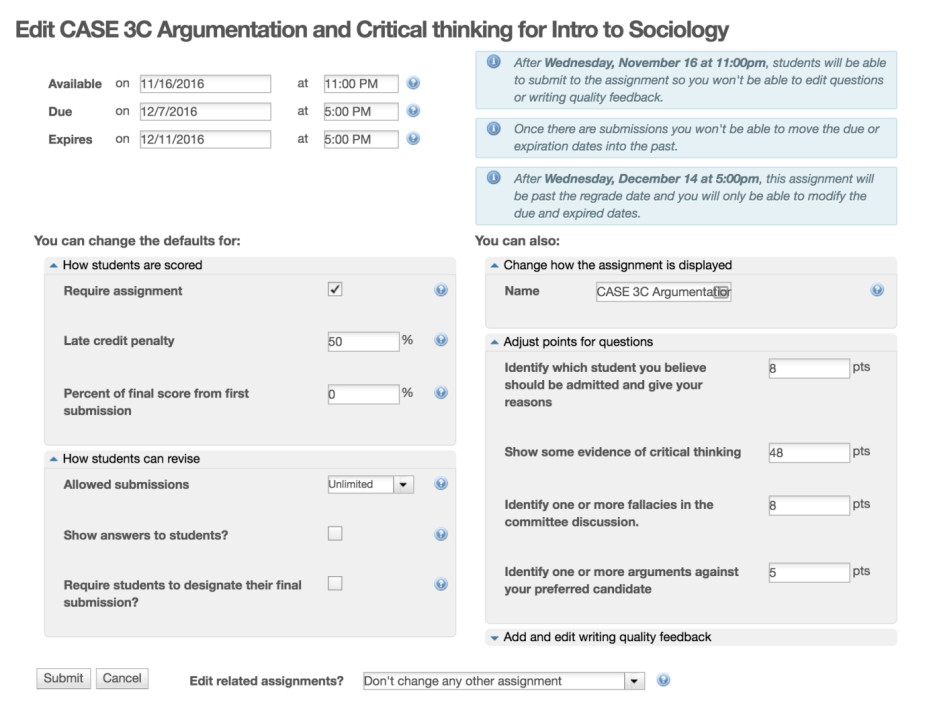 Edit CASE 3C Argumentation and Critical thinking for Intro to Sociology
Available on 11/16/2016 at 11:00 PM
Due on 12/7/2016 at 5:00 PM
Expires on 12/11/2016 at 5:00 PM
After Wednesday, November 16 at 11:00pm, students will be able
to submit to the assignment so you won't be able to edit questions
or writing quality feedback.
Once there are submissions you won't be able to move the due or
expiration dates into the past.
After Wednesday, December 14 at 5:00pm, this assignment will
be past the regrade date and you will only be able to modify the
due and expired dates.
You can change the defaults for:
How students are scored
Require assignment
Late credit penalty 50 %
Percent of final score from first
submission
0 %
How students can revise
Allowed submissions Unlimited
Show answers to students?
Require students to designate their final
submission?
You can also:
Change how the assignment is displayed
Name CASE 3C Argumentation
Adjust points for questions
Identify which student you believe
should be admitted and give your
reasons
8 pts
Show some evidence of critical thinking 48 pts
Identify one or more fallacies in the
committee discussion.
8 pts
Identify one or more arguments against
your preferred candidate
5 pts
Add and edit writing quality feedback
Submit Cancel Edit related assignments? Don't change any other assignment